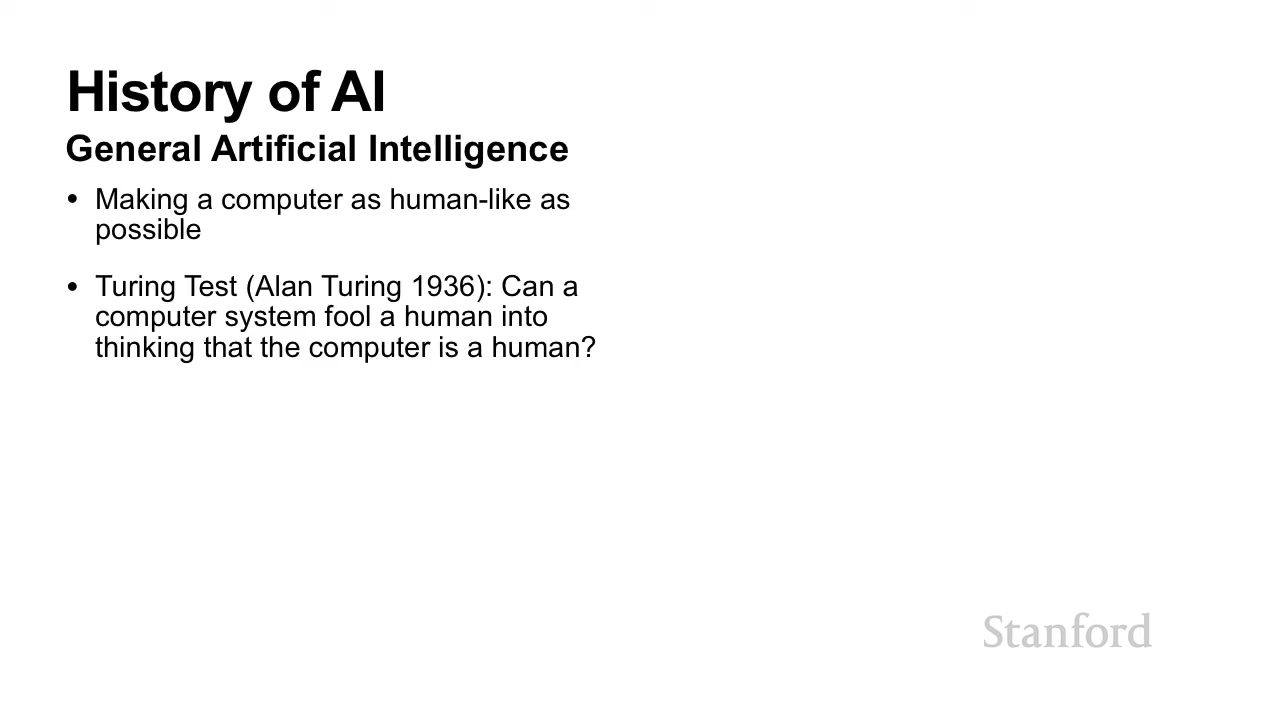 History of AI
General Artificial Intelligence
• Making a computer as human-like as
possible
• Turing Test (Alan Turing 1936): Can a
computer system fool a human into
thinking that the computer is a human?
Stanford